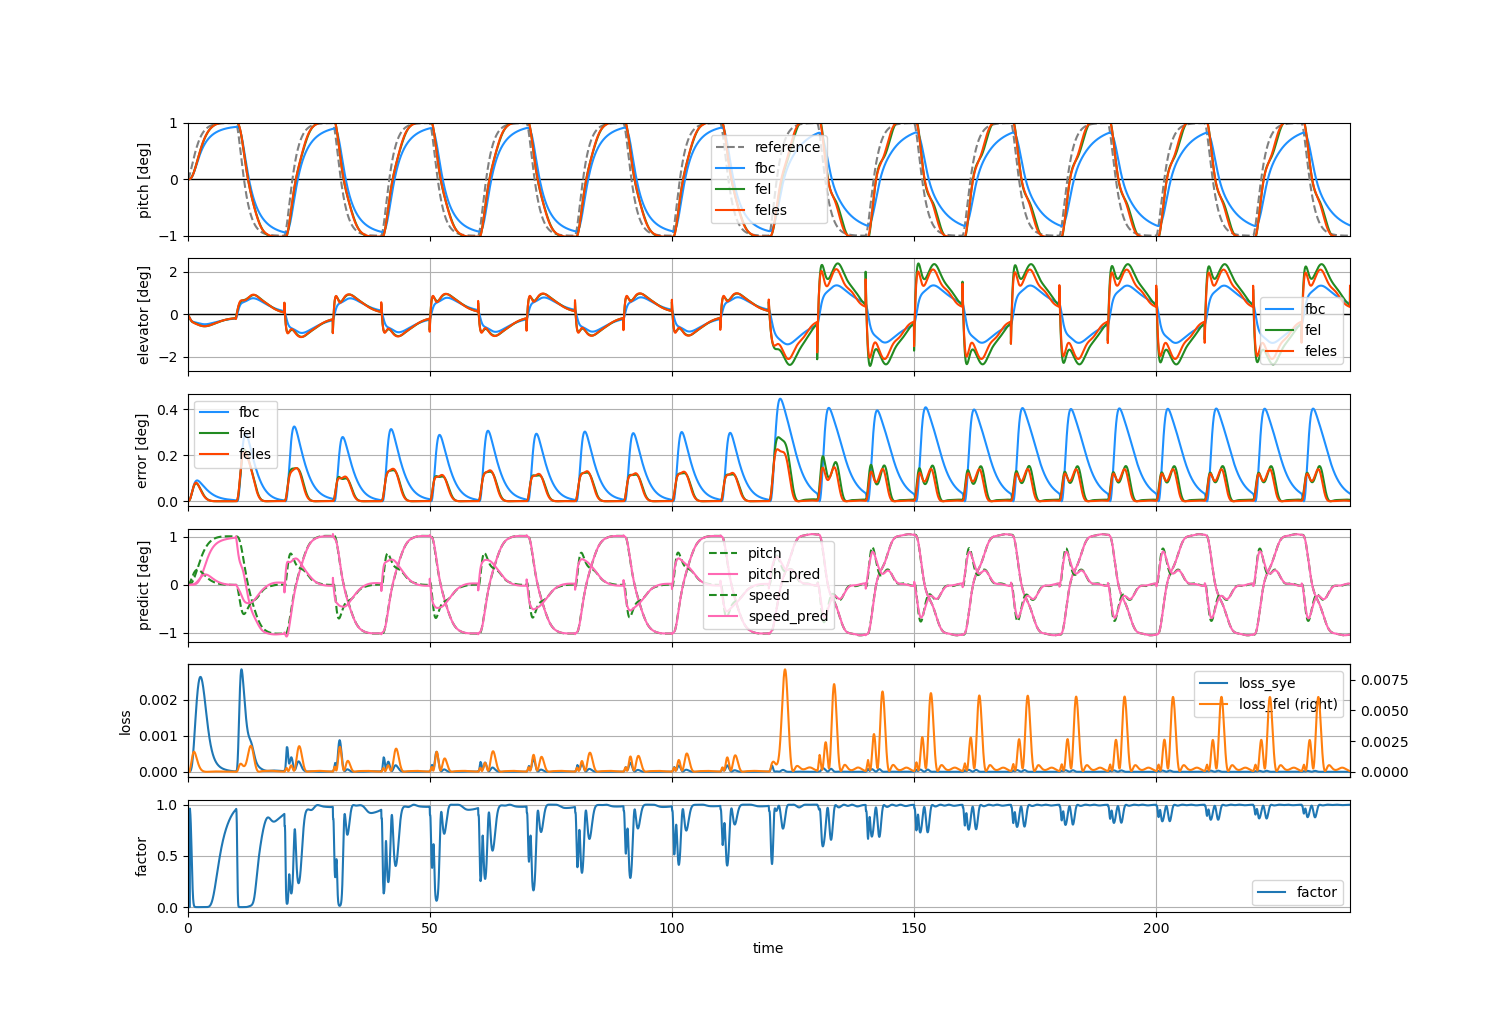 pitch [deg]
1
0
−1
reference
fbc
fel
feles
elevator [deg]
2
0
−2
fbc
fel
feles
error [deg]
0.4
0.2
0.0
fbc
fel
feles
predict [deg]
1
0
−1
pitch
pitch_pred
speed
speed_pred
loss
0.002
0.001
0.000
loss_sye
loss_fel (right)
0.0075
0.0050
0.0025
0.0000
factor
1.0
0.5
0.0
factor
0 50 100 150 200
time